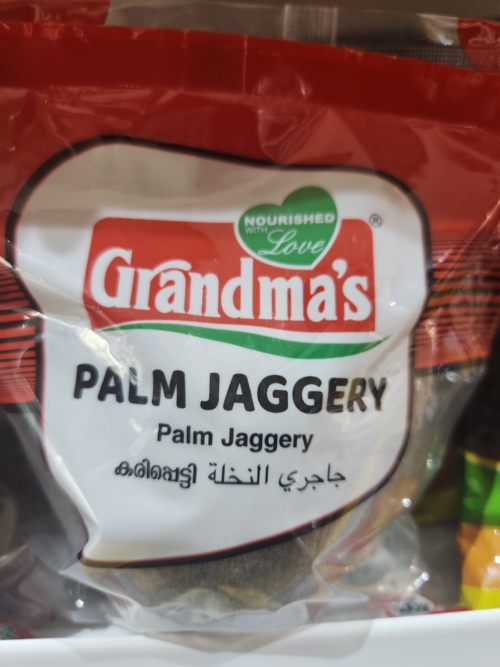 NOURISHED
WITH
Love
®
Grandma's
PALM JAGGERY
Palm Jaggery
കരിപ്പെട്ടി جاجري النخلة